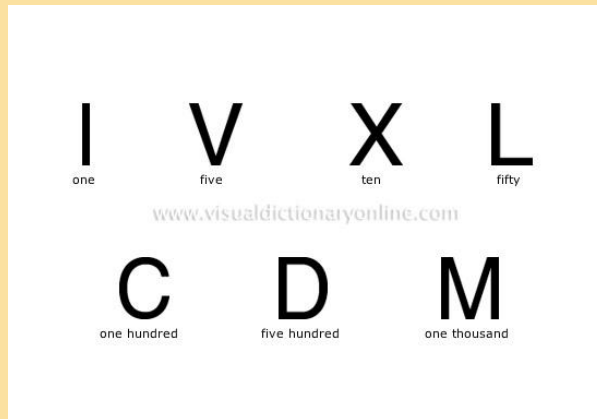 I V X L
one five ten fifty
www.visualdictionaryonline.com
C D M
one hundred five hundred one thousand